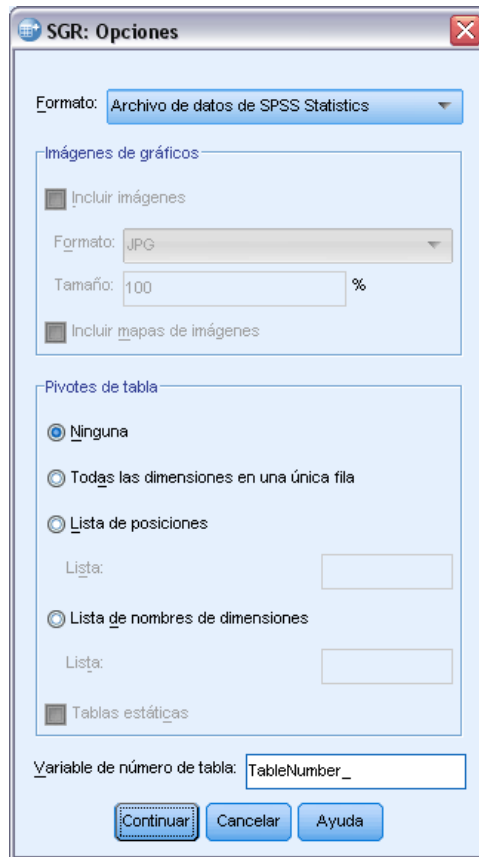 SGR: Opciones
Formato: Archivo de datos de SPSS Statistics
Imágenes de gráficos
Incluir imágenes
Formato: JPG
Tamaño: 100 %
Incluir mapas de imágenes
Pivotes de tabla
Ninguna
Todas las dimensiones en una única fila
Lista de posiciones
Lista:
Lista de nombres de dimensiones
Lista:
Tablas estáticas
Variable de número de tabla: TableNumber_
Continuar Cancelar Ayuda